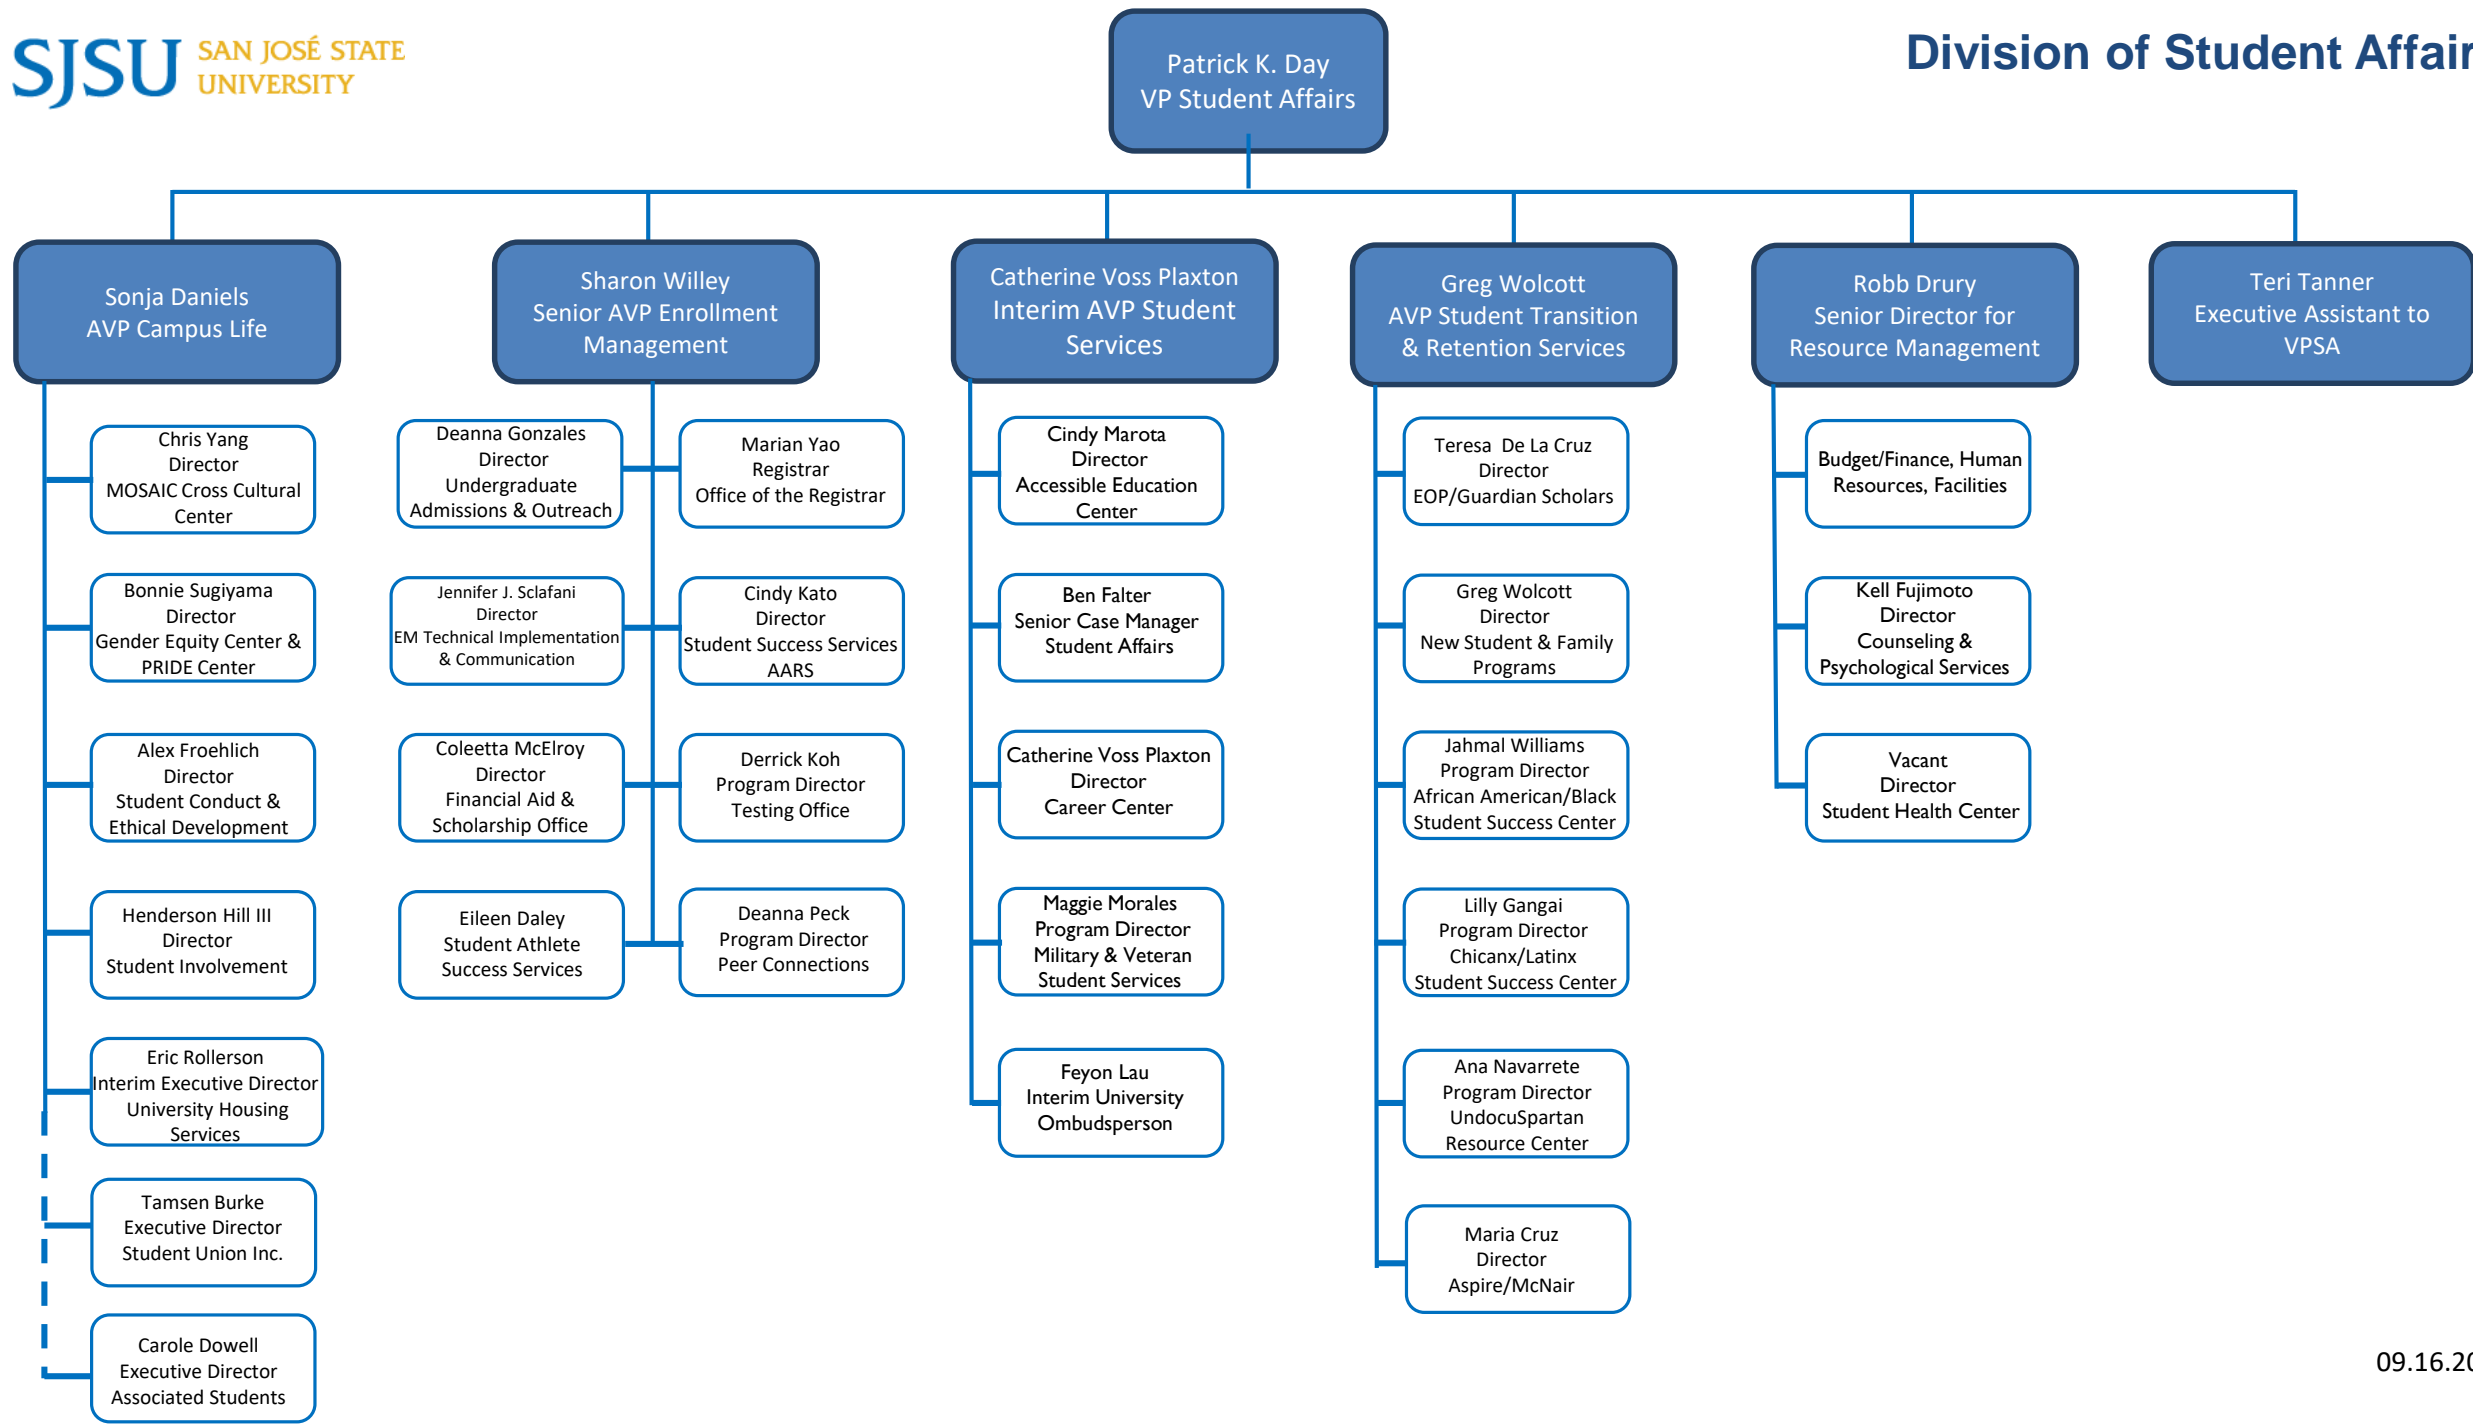 SJSU SAN JOSÉ STATE
UNIVERSITY
Patrick K. Day
VP Student Affairs
Division of Student Affair
Sonja Daniels
AVP Campus Life
Sharon Willey
Senior AVP Enrollment
Management
Catherine Voss Plaxton
Interim AVP Student
Services
Greg Wolcott
AVP Student Transition
& Retention Services
Robb Drury
Senior Director for
Resource Management
Teri Tanner
Executive Assistant to
VPSA
Chris Yang
Director
MOSAIC Cross Cultural
Center
Bonnie Sugiyama
Director
Gender Equity Center &
PRIDE Center
Alex Froehlich
Director
Student Conduct &
Ethical Development
Henderson Hill III
Director
Student Involvement
Eric Rollerson
Interim Executive Director
University Housing
Services
Tamsen Burke
Executive Director
Student Union Inc.
Carole Dowell
Executive Director
Associated Students
Deanna Gonzales
Director
Undergraduate
Admissions & Outreach
Marian Yao
Registrar
Office of the Registrar
Jennifer J. Sclafani
Director
EM Technical Implementation
& Communication
Cindy Kato
Director
Student Success Services
AARS
Coleetta McElroy
Director
Financial Aid &
Scholarship Office
Derrick Koh
Program Director
Testing Office
Eileen Daley
Student Athlete
Success Services
Deanna Peck
Program Director
Peer Connections
Cindy Marota
Director
Accessible Education
Center
Ben Falter
Senior Case Manager
Student Affairs
Catherine Voss Plaxton
Director
Career Center
Maggie Morales
Program Director
Military & Veteran
Student Services
Feyon Lau
Interim University
Ombudsperson
Teresa De La Cruz
Director
EOP/Guardian Scholars
Greg Wolcott
Director
New Student & Family
Programs
Jahmal Williams
Program Director
African American/Black
Student Success Center
Lilly Gangai
Program Director
Chicanx/Latinx
Student Success Center
Ana Navarrete
Program Director
UndocuSpartan
Resource Center
Maria Cruz
Director
Aspire/McNair
Budget/Finance, Human
Resources, Facilities
Kell Fujimoto
Director
Counseling &
Psychological Services
Vacant
Director
Student Health Center
09.16.20